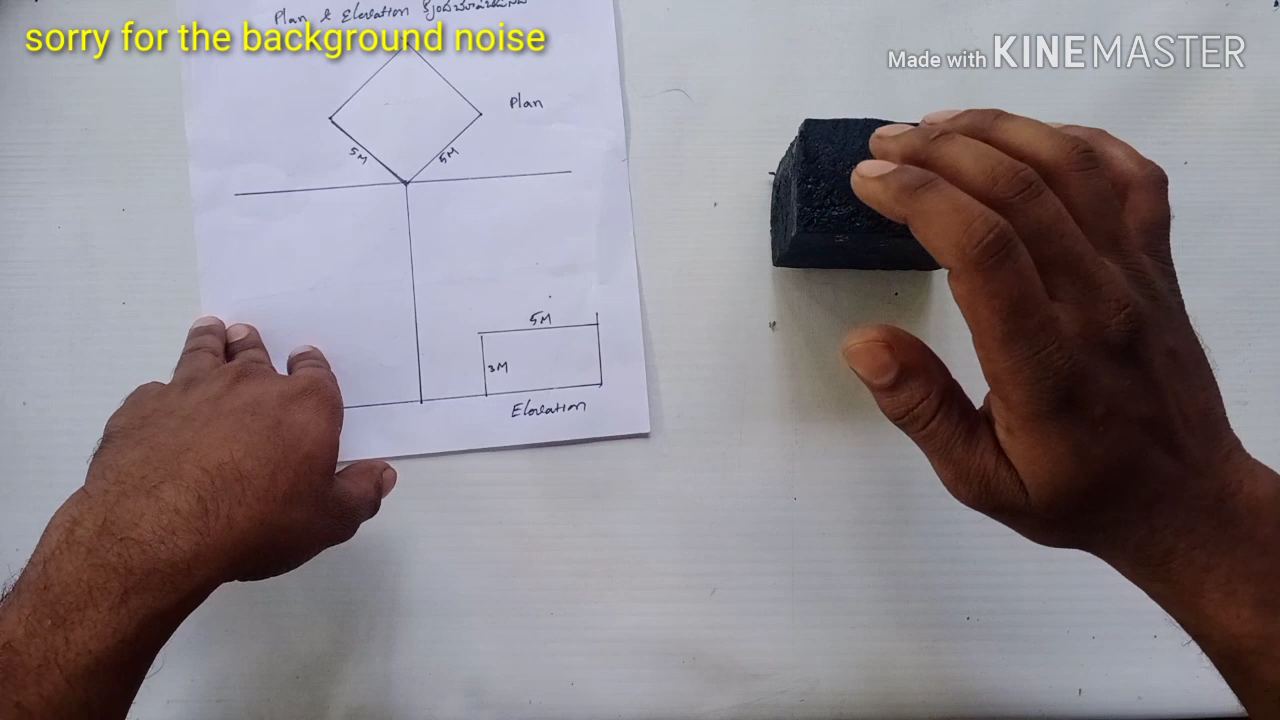 Plan & Elevation
sorry for the background noise
Made with KINEMASTER
Plan
5M 5M
5M
3M
Elevation